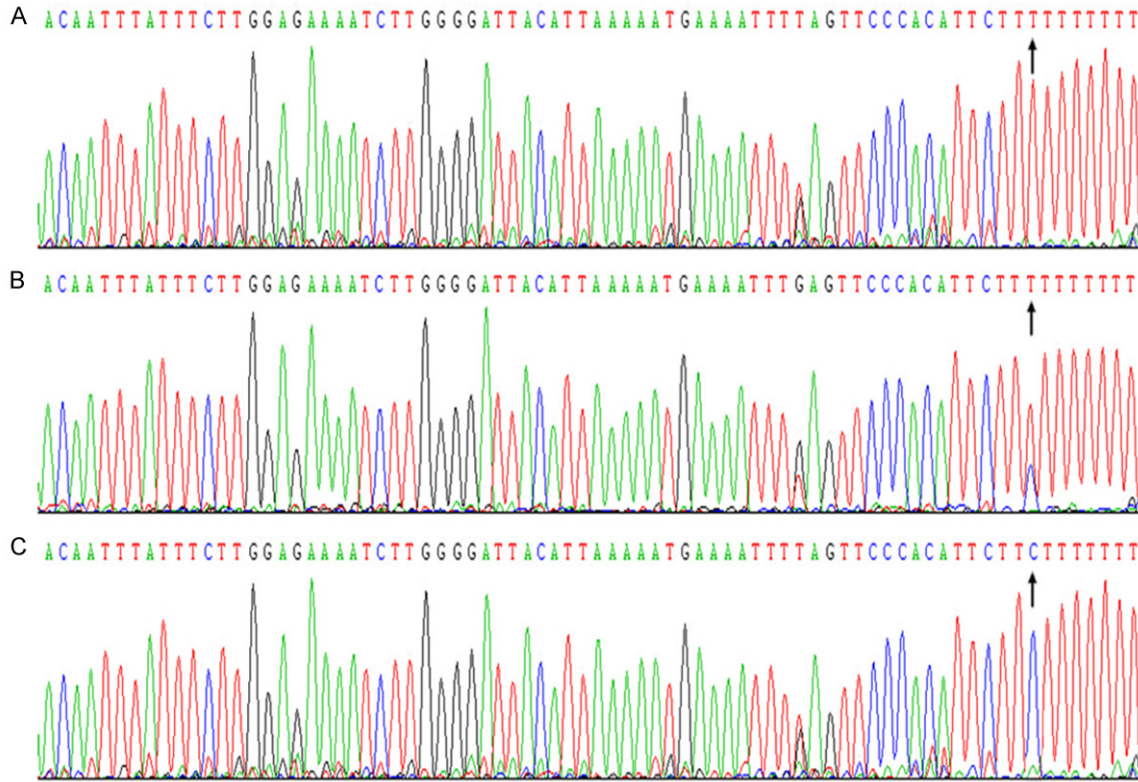 A
ACAATTTATTTCTTGGAGAAAATCTTGGGGATTACATTAAAAATGAAAATTTTAGTTCCCACATTCTTTTTTTTTT
B
ACAATTTATTTCTTGGAGAAAATCTTGGGGATTACATTAAAAATGAAAATTTGAGTTCCCACATTCTTTTTTTTTT
C
ACAATTTATTTCTTGGAGAAAATCTTGGGGATTACATTAAAAATGAAAATTTTAGTTCCCACATTCTTCTTTTTTT